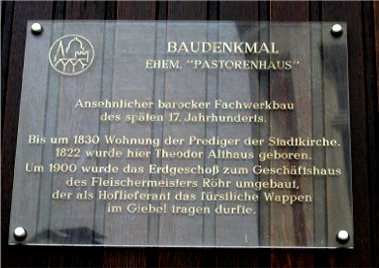 BAUDENKMAL
EHEM. "PASTORENHAUS"
Ansehnlicher barocker Fachwerkbau
des späten 17. Jahrhunderts.
Bis um 1830 Wohnung der Prediger der Stadtkirche.
1822 wurde hier Theodor Althaus geboren.
Um 1900 wurde das Erdgeschoß zum Geschäftshaus
des Fleischermeisters Röhr umgebaut,
der als Hoflieferant das fürstliche Wappen
im Giebel tragen durfte.